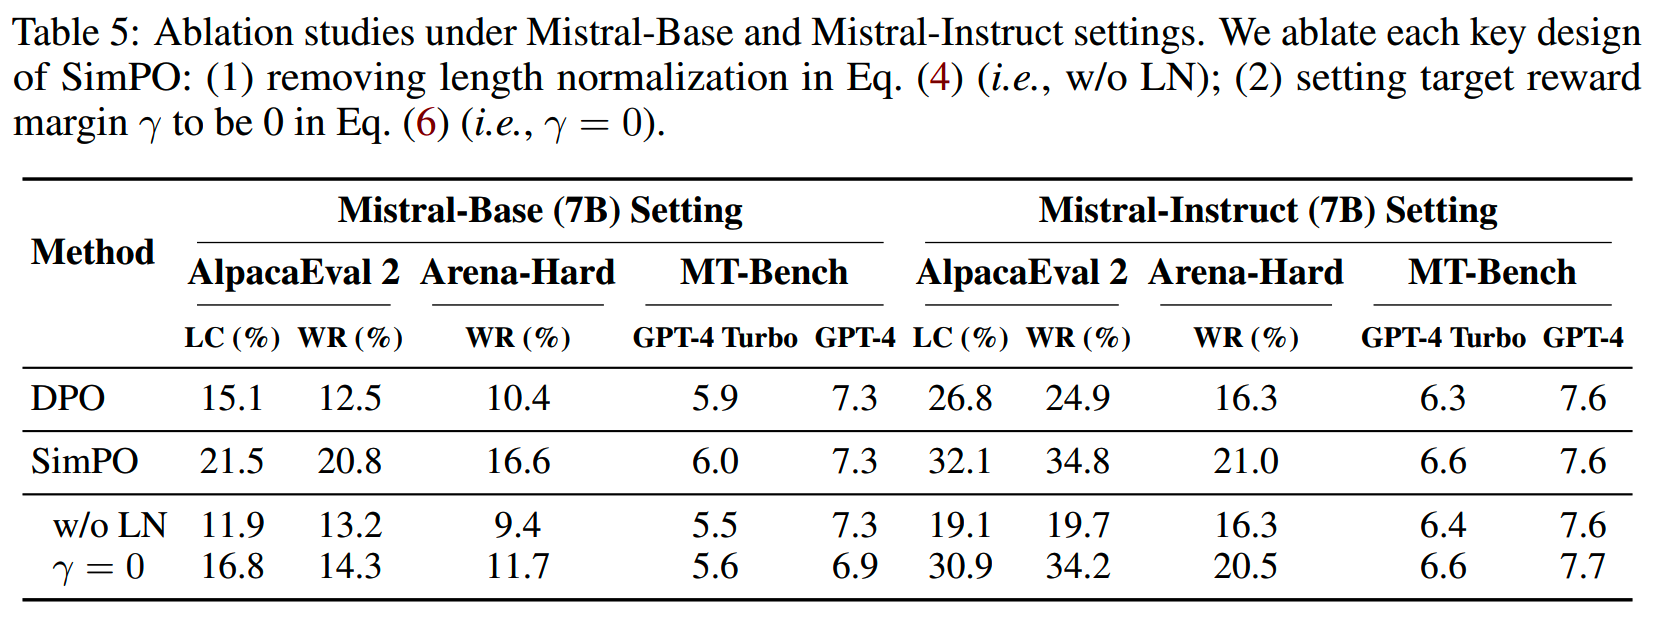 Table 5: Ablation studies under Mistral-Base and Mistral-Instruct settings. We ablate each key design
of SimPO: (1) removing length normalization in Eq. (4) (i.e., w/o LN); (2) setting target reward
margin γ to be 0 in Eq. (6) (i.e., γ = 0).
Mistral-Base (7B) Setting Mistral-Instruct (7B) Setting
Method
AlpacaEval 2 Arena-Hard MT-Bench AlpacaEval 2 Arena-Hard MT-Bench
LC (%) WR (%) WR (%) GPT-4 Turbo GPT-4 LC (%) WR (%) WR (%) GPT-4 Turbo GPT-4
DPO 15.1 12.5 10.4 5.9 7.3 26.8 24.9 16.3 6.3 7.6
SimPO 21.5 20.8 16.6 6.0 7.3 32.1 34.8 21.0 6.6 7.6
w/o LN 11.9 13.2 9.4 5.5 7.3 19.1 19.7 16.3 6.4 7.6
γ = 0 16.8 14.3 11.7 5.6 6.9 30.9 34.2 20.5 6.6 7.7